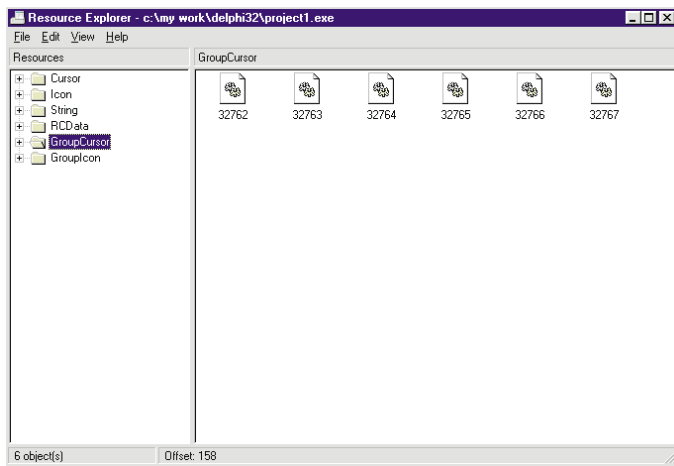 Resource Explorer - c:\my work\delphi32\project1.exe
File Edit View Help
Resources
GroupCursor
Cursor
Icon
String
RCData
GroupCursor
GroupIcon
32762 32763 32764 32765 32766 32767
6 object(s)
Offset: 158